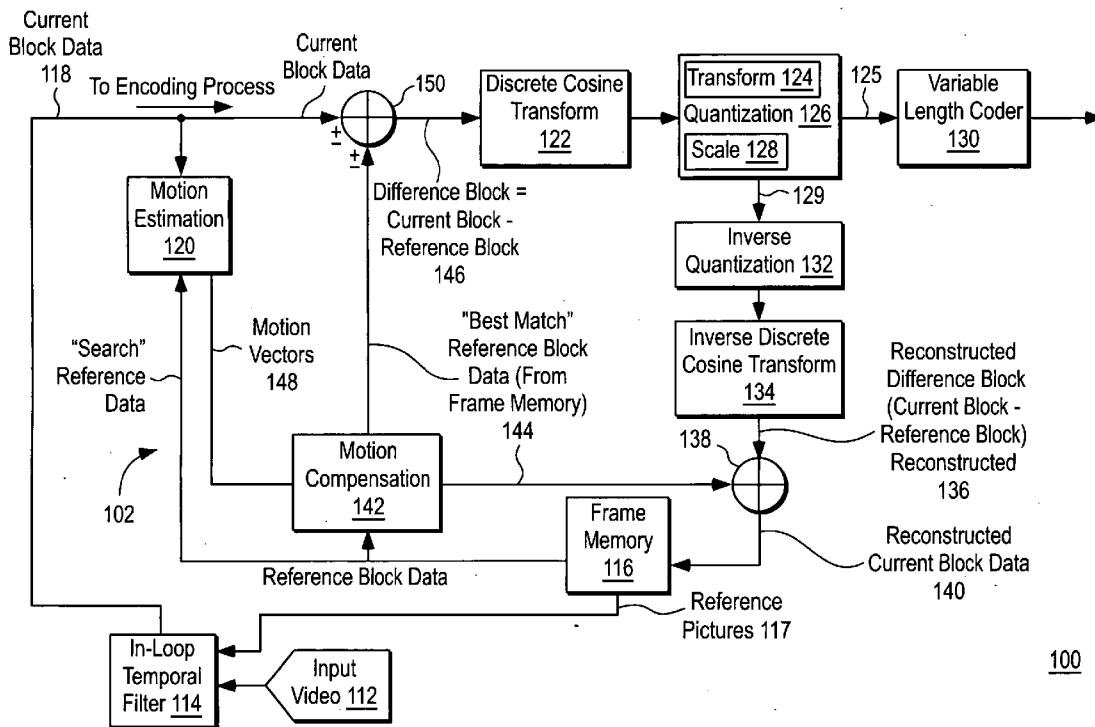 Current
Block Data
118
To Encoding Process
Current
Block Data
150
Discrete Cosine
Transform
122
Transform 124
Quantization 126
Scale 128
125
Variable
Length Coder
130
±
±
Motion
Estimation
120
Difference Block =
Current Block -
Reference Block
146
129
Inverse
Quantization 132
"Search"
Reference
Data
Motion
Vectors
148
"Best Match"
Reference Block
Data (From
Frame Memory)
144
Inverse Discrete
Cosine Transform
134
Reconstructed
Difference Block
(Current Block -
Reference Block)
Reconstructed
136
138
102
Motion
Compensation
142
Frame
Memory
116
Reconstructed
Current Block Data
140
Reference Block Data
Reference
Pictures 117
In-Loop
Temporal
Filter 114
Input
Video 112
100